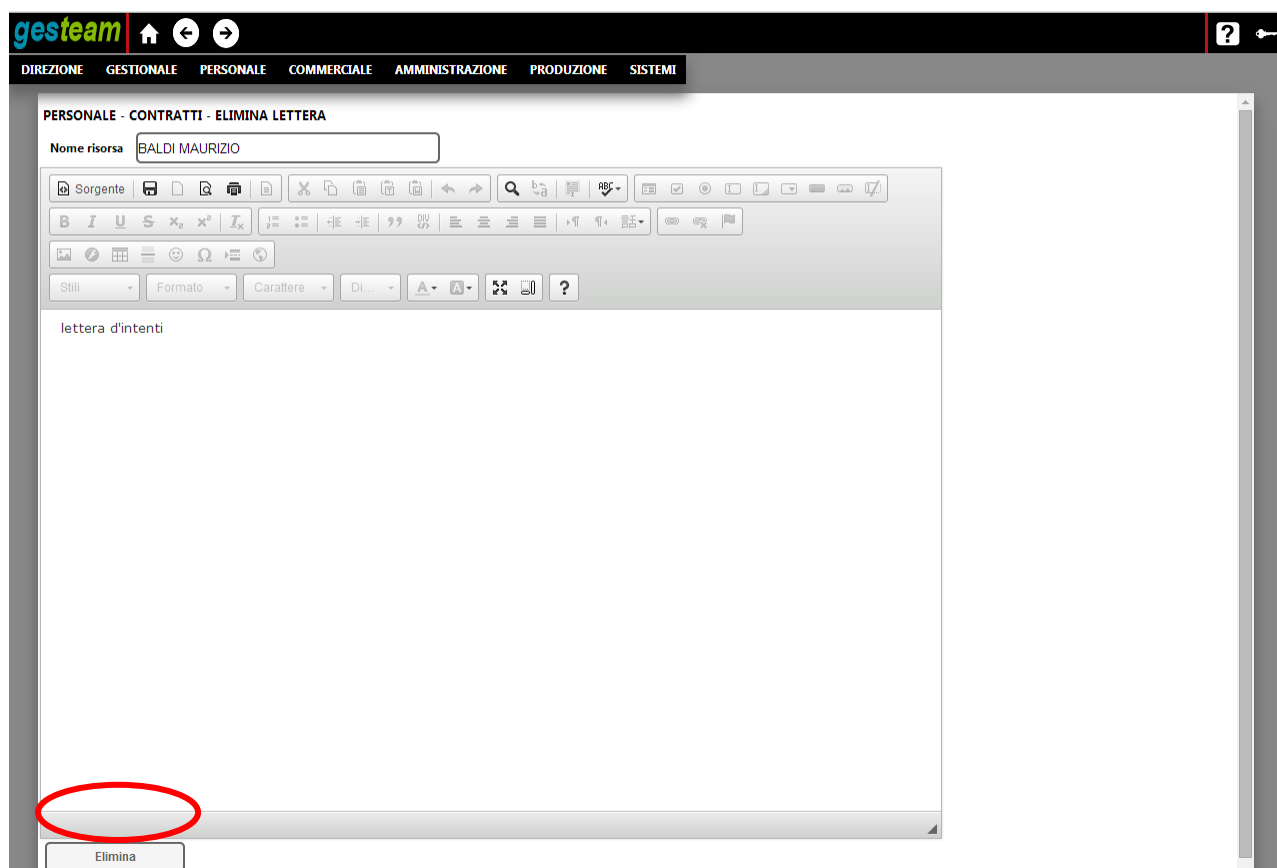 gesteam
DIREZIONE GESTIONALE PERSONALE COMMERCIALE AMMINISTRAZIONE PRODUZIONE SISTEMI
PERSONALE - CONTRATTI - ELIMINA LETTERA
Nome risorsa BALDI MAURIZIO
Sorgente
Stili Formato Carattere Di...
lettera d'intenti
Elimina